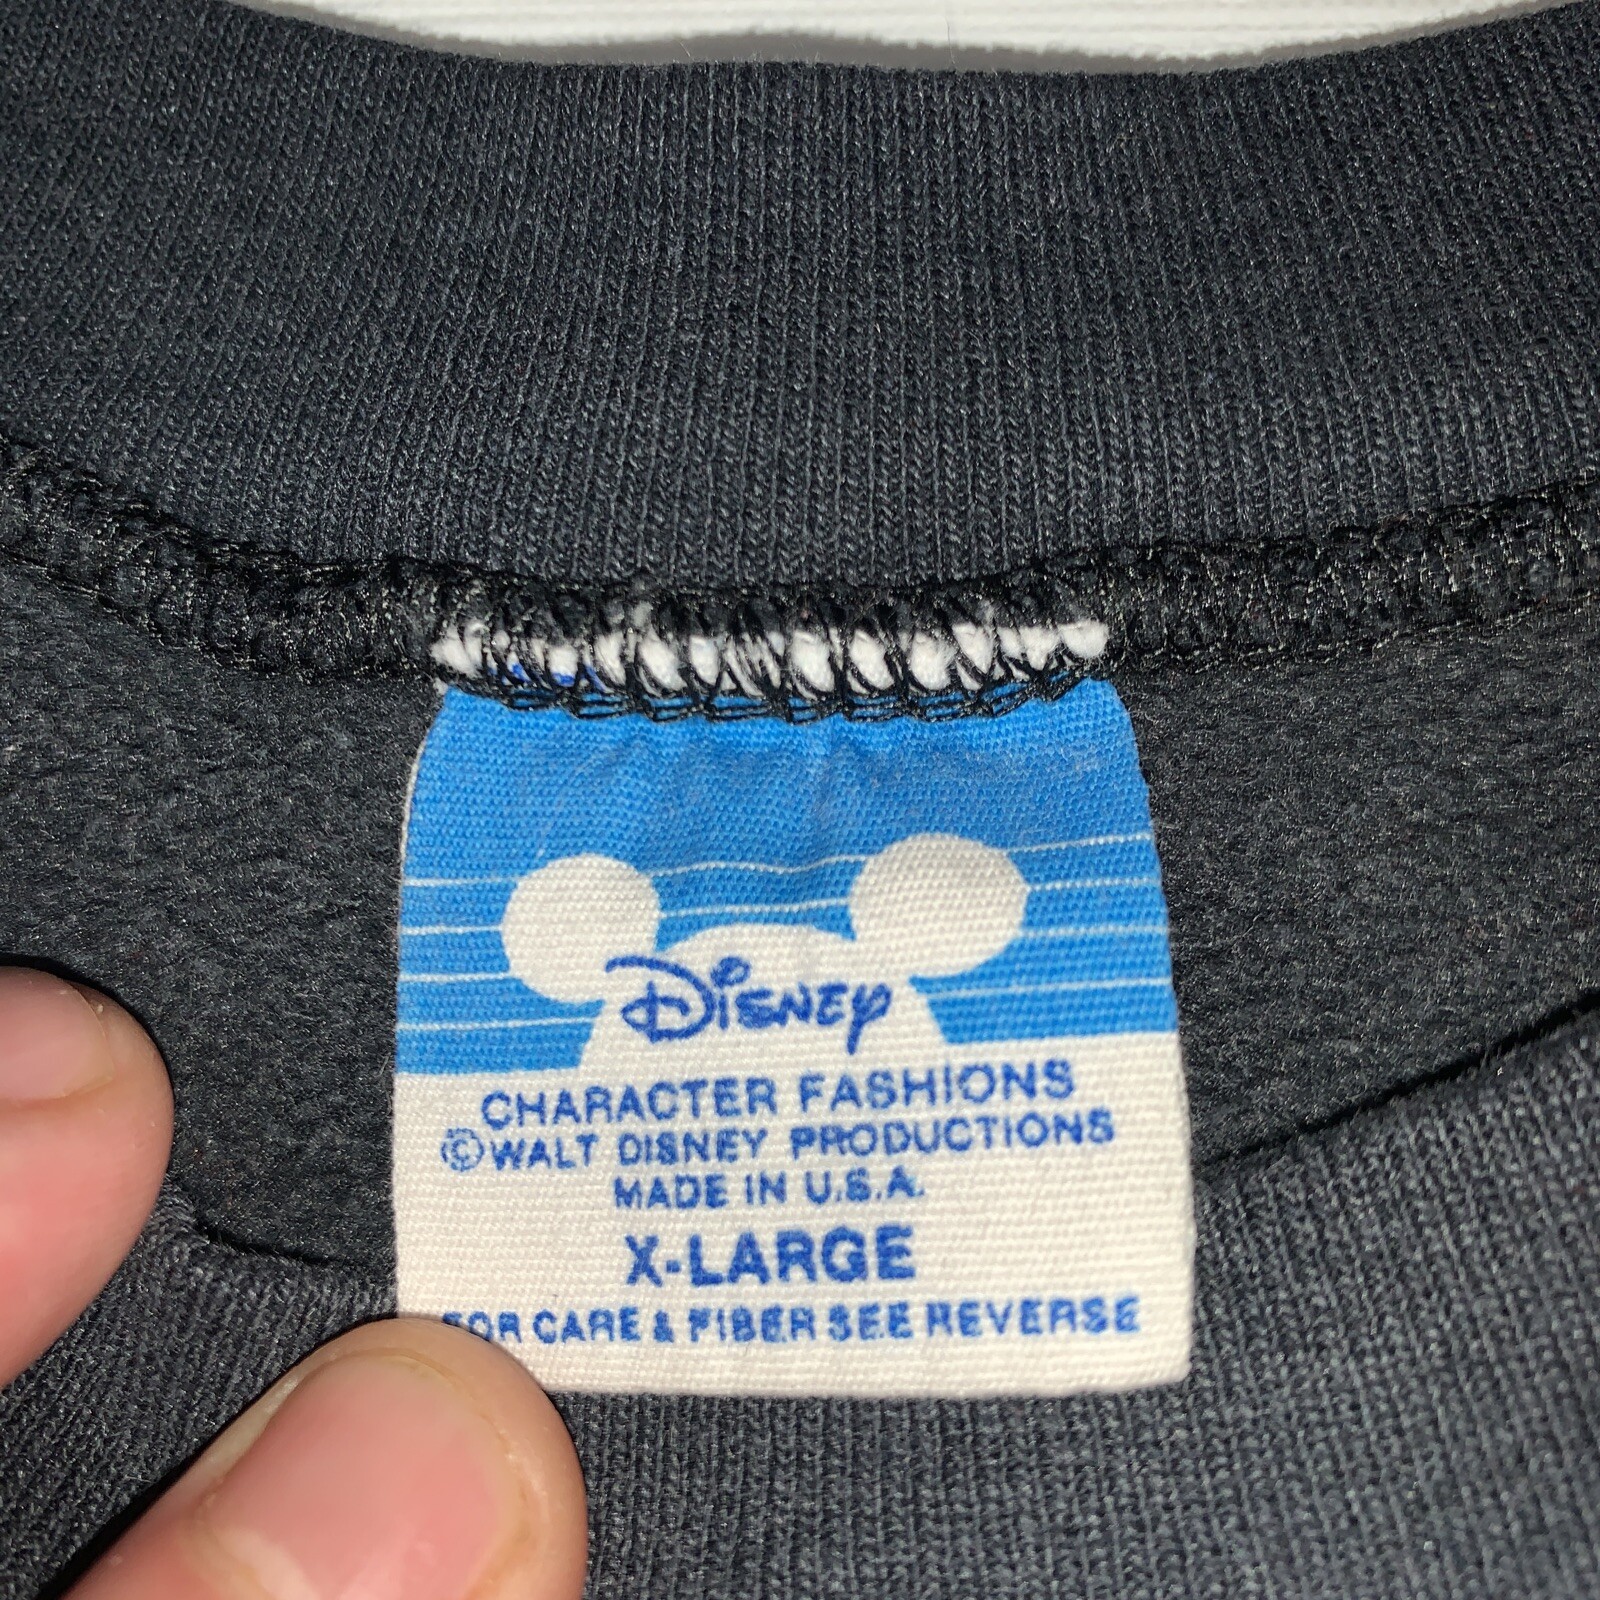 Disney
CHARACTER FASHIONS
©WALT DISNEY PRODUCTIONS
MADE IN U.S.A.
X-LARGE
FOR CARE & FIBER SEE REVERSE